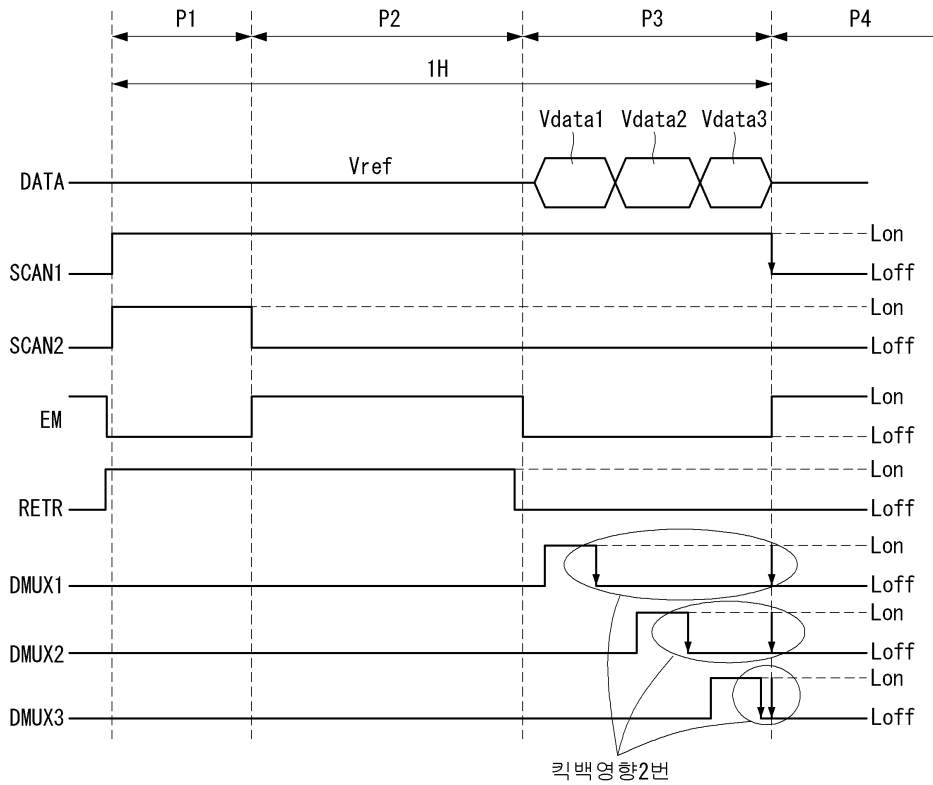 P1 P2 P3 P4
1H
Vdata1 Vdata2 Vdata3
DATA Vref
Lon
SCAN1 Loff
Lon
SCAN2 Loff
Lon
EM Loff
Lon
RETR Loff
Lon
DMUX1 Loff
Lon
DMUX2 Loff
Lon
DMUX3 Loff
킥백영향2번